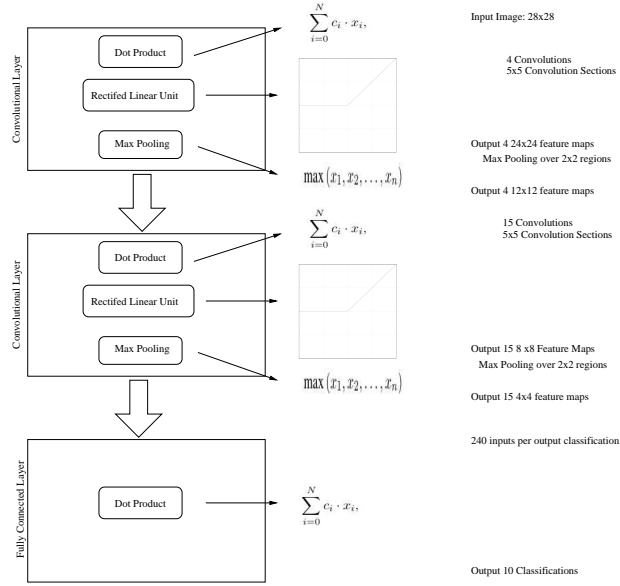 Input Image: 28x28
Convolutional Layer
Dot Product
N
∑ c_i · x_i,
i=0
4 Convolutions
5x5 Convolution Sections
Rectifed Linear Unit
Max Pooling
Output 4 24x24 feature maps
Max Pooling over 2x2 regions
max (x_1, x_2, ..., x_n)
Output 4 12x12 feature maps
Convolutional Layer
Dot Product
N
∑ c_i · x_i,
i=0
15 Convolutions
5x5 Convolution Sections
Rectifed Linear Unit
Max Pooling
Output 15 8 x8 Feature Maps
Max Pooling over 2x2 regions
max (x_1, x_2, ..., x_n)
Output 15 4x4 feature maps
Fully Connected Layer
240 inputs per output classification
Dot Product
N
∑ c_i · x_i,
i=0
Output 10 Classifications